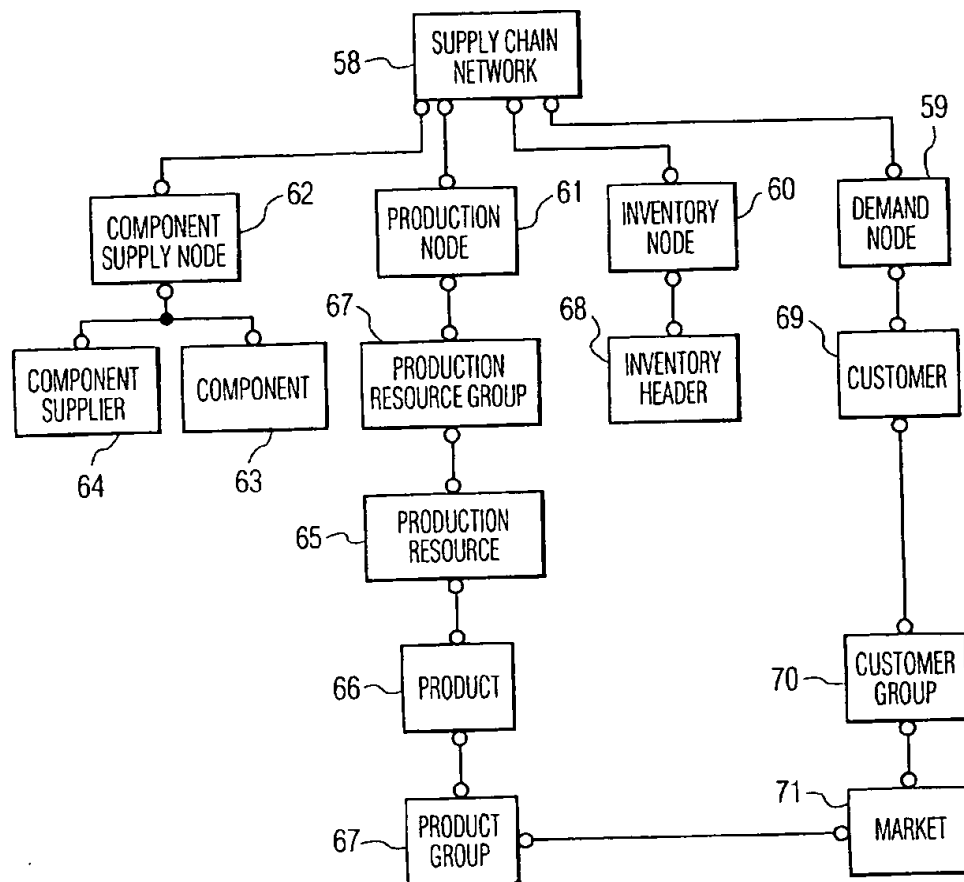 58
SUPPLY CHAIN
NETWORK
59
62
COMPONENT
SUPPLY NODE
61
PRODUCTION
NODE
60
INVENTORY
NODE
DEMAND
NODE
67
68
69
COMPONENT
SUPPLIER
COMPONENT
PRODUCTION
RESOURCE GROUP
INVENTORY
HEADER
CUSTOMER
64
63
65
PRODUCTION
RESOURCE
66
PRODUCT
70
CUSTOMER
GROUP
67
PRODUCT
GROUP
71
MARKET